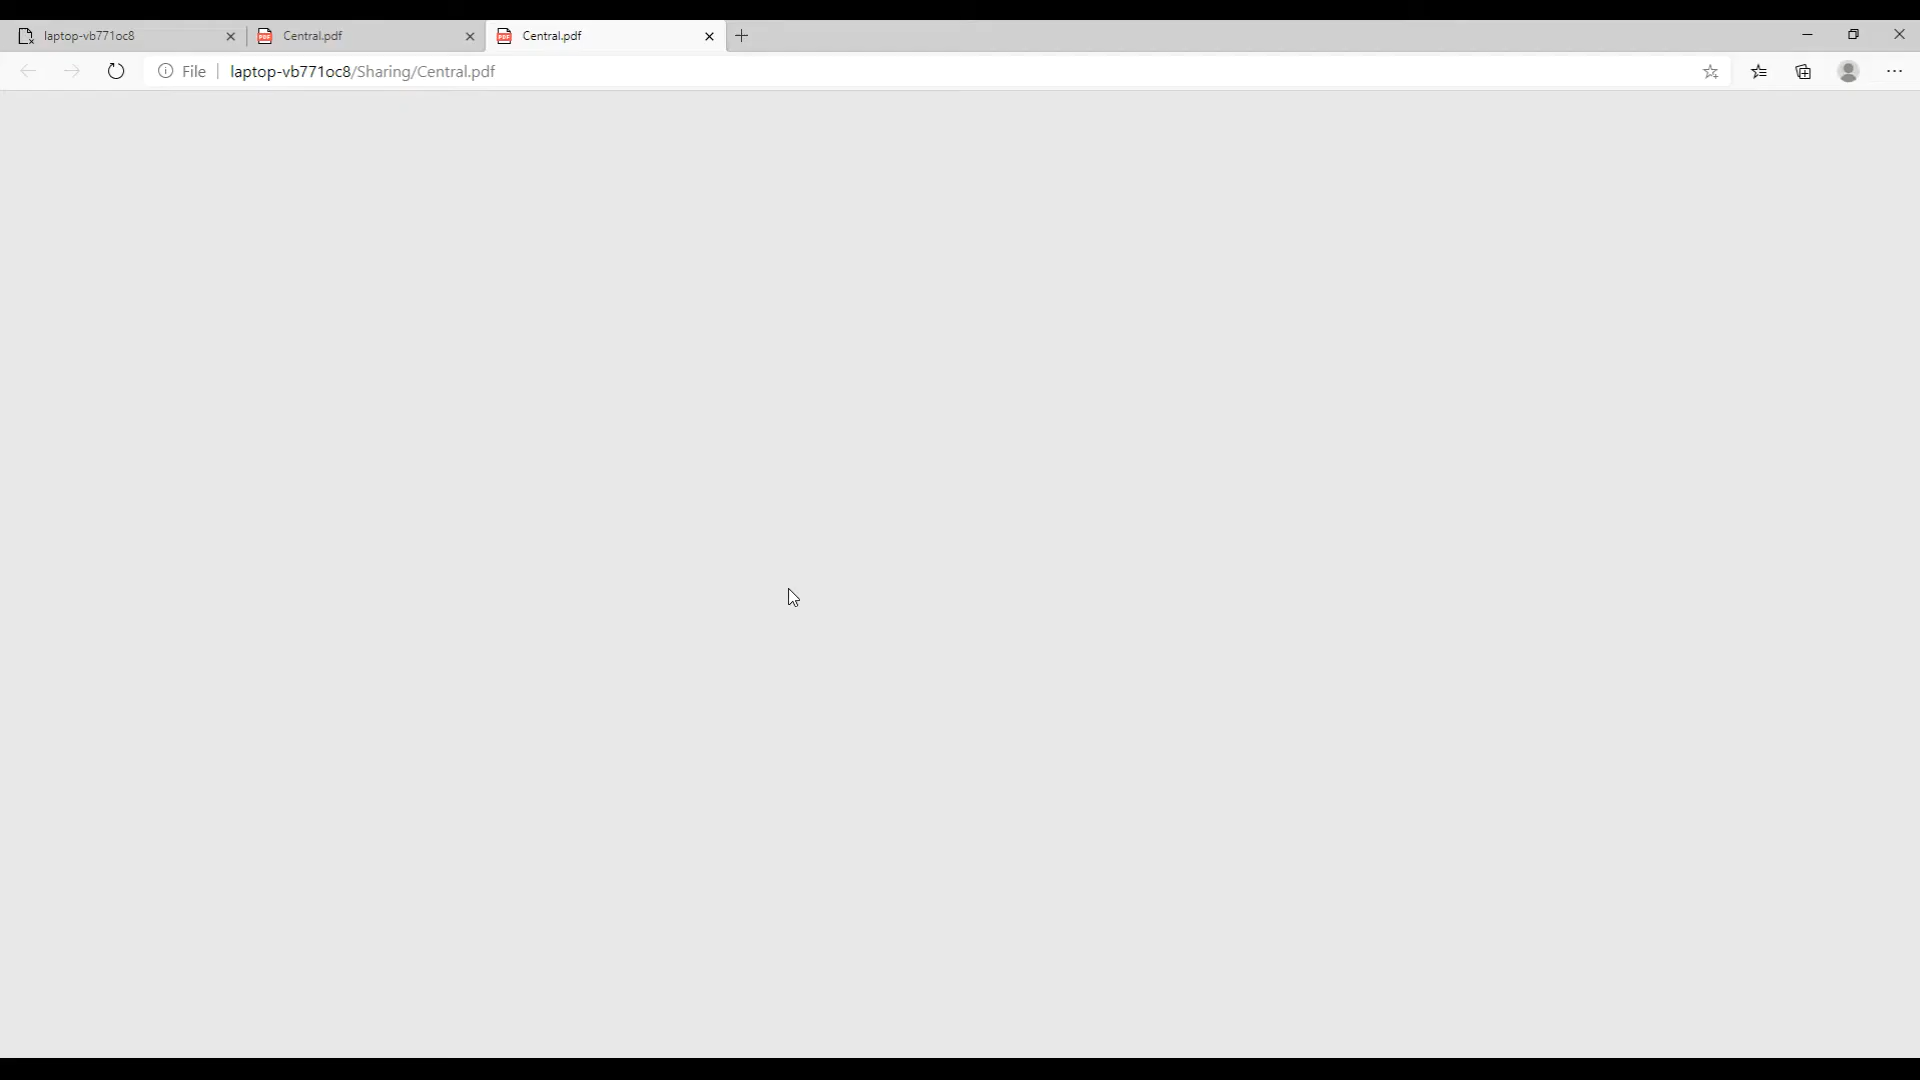 laptop-vb771oc8
Central.pdf
Central.pdf
File
laptop-vb771oc8/Sharing/Central.pdf